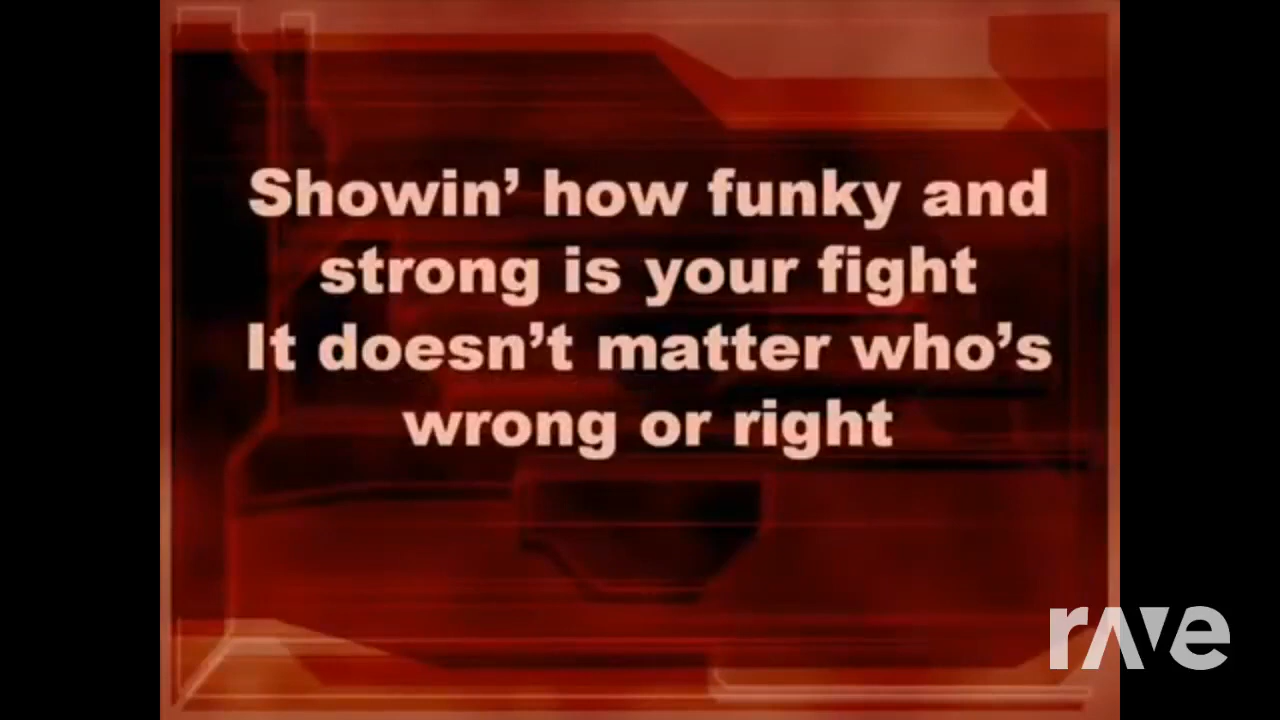 Showin’ how funky and
strong is your fight
It doesn’t matter who’s
wrong or right
rave